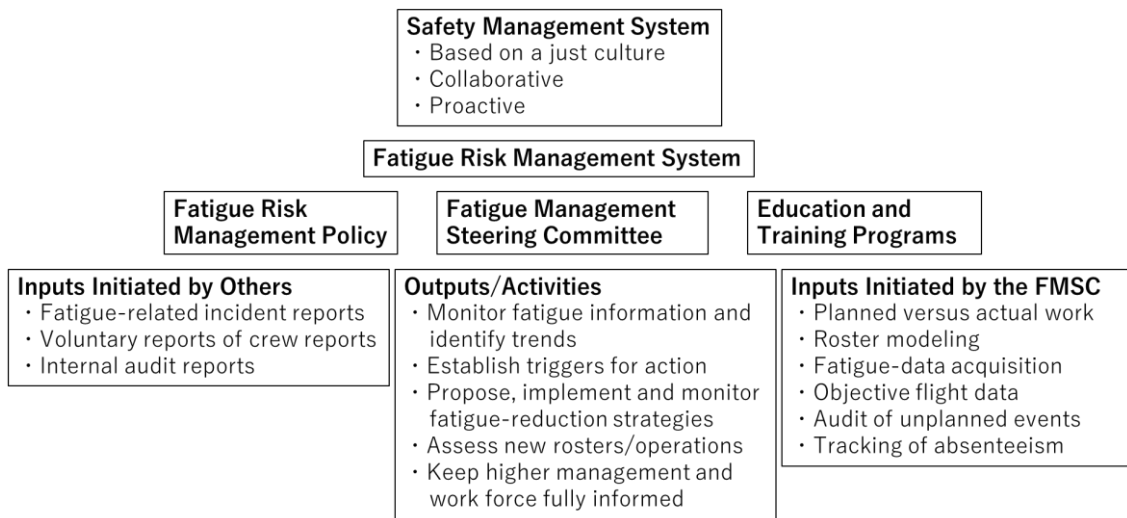 Safety Management System
・Based on a just culture
・Collaborative
・Proactive
Fatigue Risk Management System
Fatigue Risk
Management Policy
Fatigue Management
Steering Committee
Education and
Training Programs
Inputs Initiated by Others
・Fatigue-related incident reports
・Voluntary reports of crew reports
・Internal audit reports
Outputs/Activities
・Monitor fatigue information and
identify trends
・Establish triggers for action
・Propose, implement and monitor
fatigue-reduction strategies
・Assess new rosters/operations
・Keep higher management and
work force fully informed
Inputs Initiated by the FMSC
・Planned versus actual work
・Roster modeling
・Fatigue-data acquisition
・Objective flight data
・Audit of unplanned events
・Tracking of absenteeism